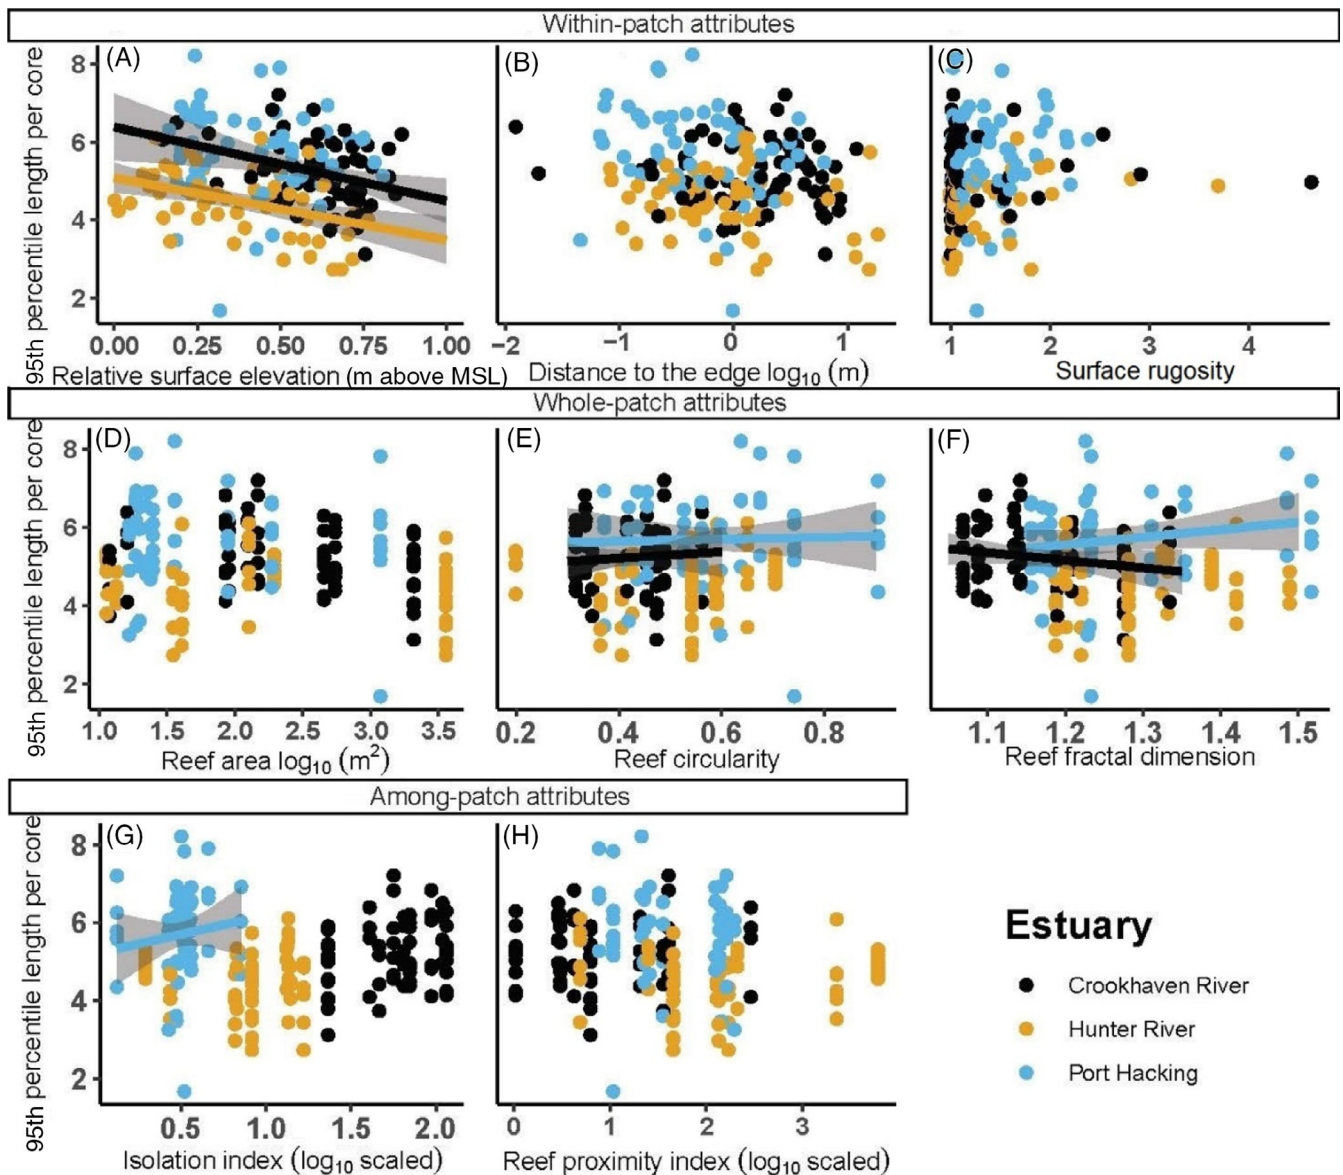 Within-patch attributes
95th percentile length per core
(A)
(B)
(C)
8
6
4
2
0.00 0.25 0.50 0.75 1.00
−2 −1 0 1
1 2 3 4
Relative surface elevation (m above MSL)
Distance to the edge log10 (m)
Surface rugosity
Whole-patch attributes
95th percentile length per core
(D)
(E)
(F)
8
6
4
2
1.0 1.5 2.0 2.5 3.0 3.5
0.2 0.4 0.6 0.8
1.1 1.2 1.3 1.4 1.5
Reef area log10 (m²)
Reef circularity
Reef fractal dimension
Among-patch attributes
95th percentile length per core
(G)
(H)
8
6
4
2
0.5 1.0 1.5 2.0
0 1 2 3
Isolation index (log10 scaled)
Reef proximity index (log10 scaled)
Estuary
Crookhaven River
Hunter River
Port Hacking